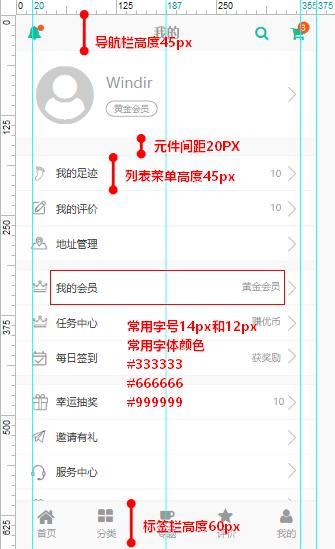 0 20 125 187 250 355 375
我的
3
导航栏高度45px
Windir
黄金会员
125
元件间距20PX
我的足迹 10
列表菜单高度45px
我的评价
250
地址管理
我的会员 黄金会员
375
任务中心 赚优币
常用字号14px和12px
常用字体颜色
每日签到 获奖励
#333333
#666666
#999999
幸运抽奖 10
500
邀请有礼
服务中心
625
标签栏高度60px
首页 分类 专题 评价 我的